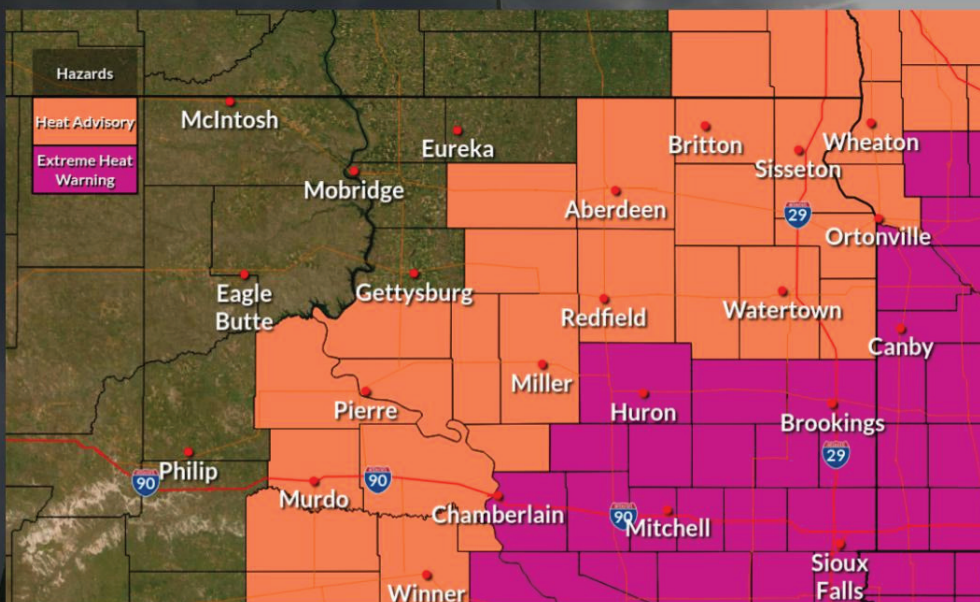 Hazards
Heat Advisory
Extreme Heat
Warning
McIntosh
Eureka
Mobridge
Britton
Wheaton
Sisseton
Aberdeen
29
Ortonville
Eagle
Butte
Gettysburg
Redfield
Watertown
Canby
Miller
Pierre
Huron
Brookings
29
Philip
90
Murdo
90
Chamberlain
90
Mitchell
Sioux
Falls
Winner